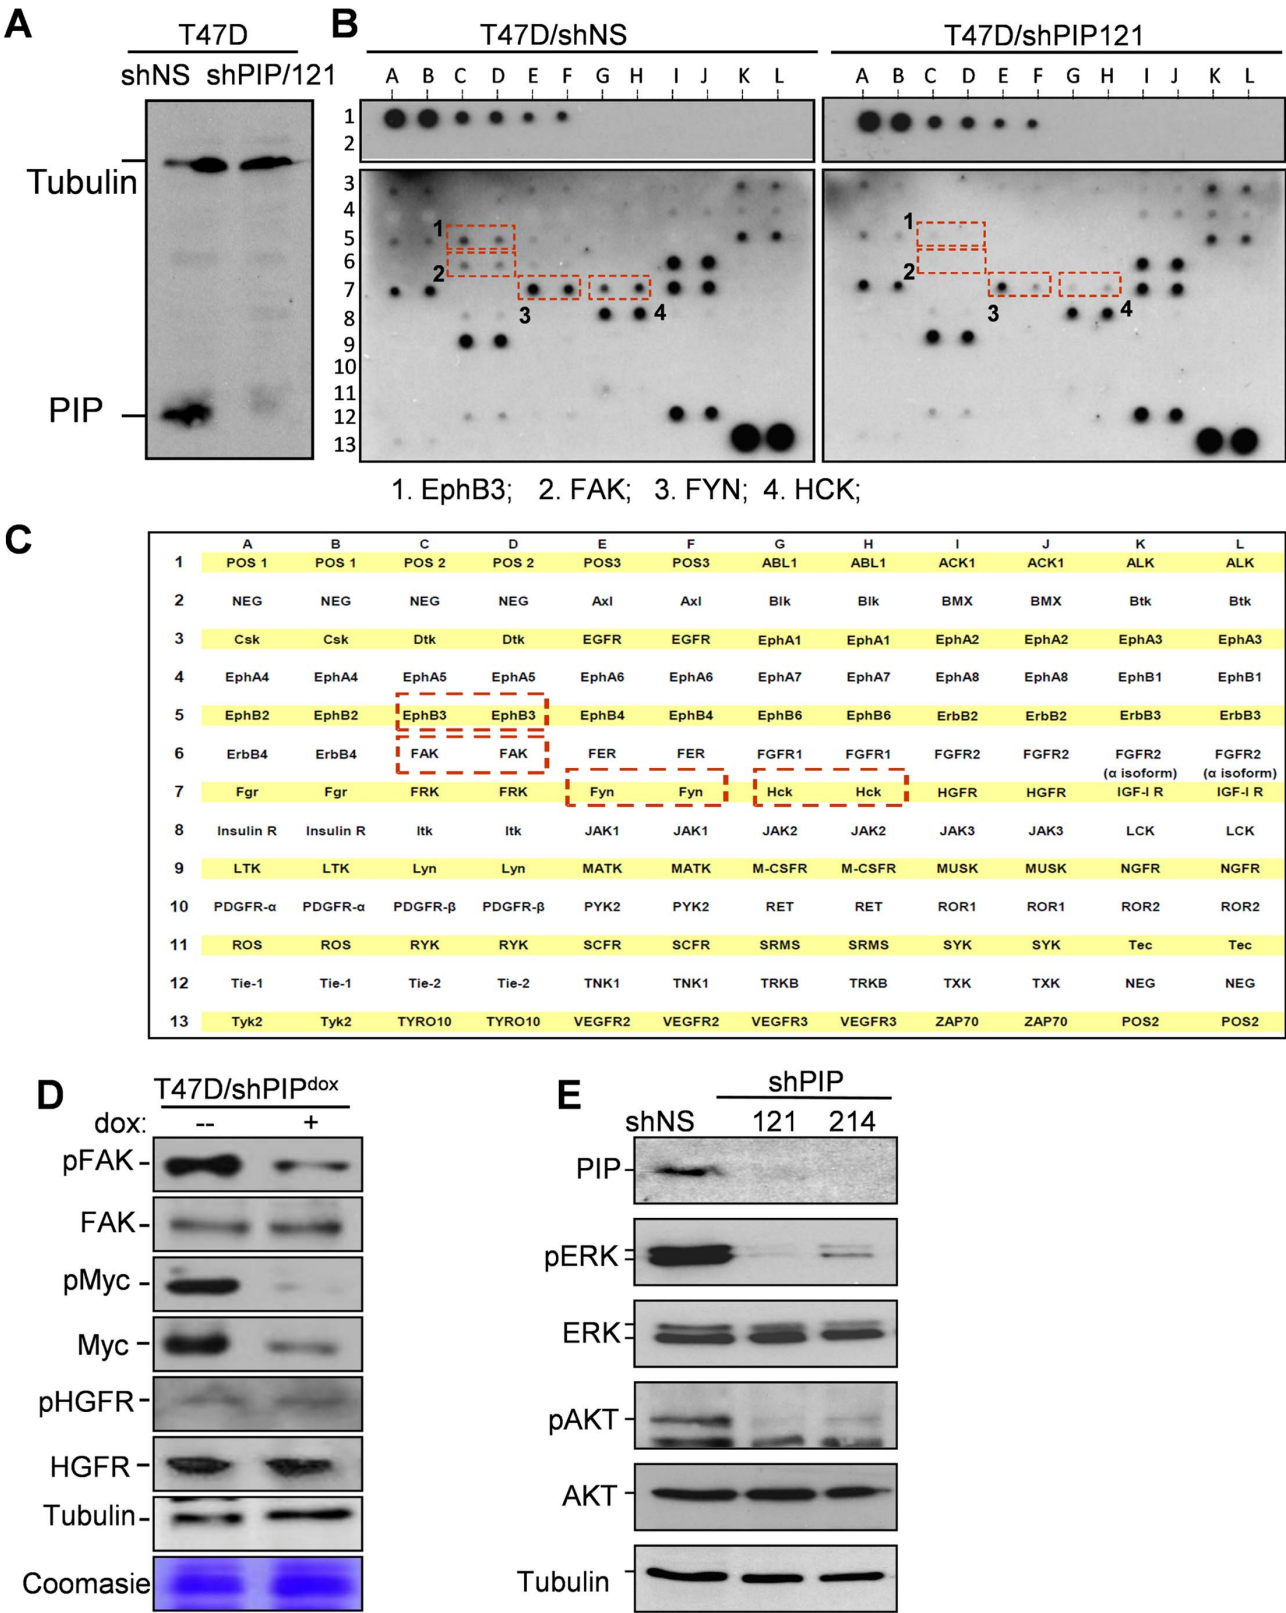 A
T47D
shNS shPIP/121
Tubulin
PIP
B
T47D/shNS
T47D/shPIP121
A B C D E F G H I J K L
A B C D E F G H I J K L
1
2
3
4
5
6
7
8
9
10
11
12
13
1
2
3
4
1
2
3
4
1. EphB3; 2. FAK; 3. FYN; 4. HCK;
C
A B C D E F G H I J K L
1 POS 1 POS 1 POS 2 POS 2 POS3 POS3 ABL1 ABL1 ACK1 ACK1 ALK ALK
2 NEG NEG NEG NEG Axl Axl Blk Blk BMX BMX Btk Btk
3 Csk Csk Dtk Dtk EGFR EGFR EphA1 EphA1 EphA2 EphA2 EphA3 EphA3
4 EphA4 EphA4 EphA5 EphA5 EphA6 EphA6 EphA7 EphA7 EphA8 EphA8 EphB1 EphB1
5 EphB2 EphB2 EphB3 EphB3 EphB4 EphB4 EphB6 EphB6 ErbB2 ErbB2 ErbB3 ErbB3
6 ErbB4 ErbB4 FAK FAK FER FER FGFR1 FGFR1 FGFR2 FGFR2 FGFR2 FGFR2
(α isoform) (α isoform)
7 Fgr Fgr FRK FRK Fyn Fyn Hck Hck HGFR HGFR IGF-I R IGF-I R
8 Insulin R Insulin R Itk Itk JAK1 JAK1 JAK2 JAK2 JAK3 JAK3 LCK LCK
9 LTK LTK Lyn Lyn MATK MATK M-CSFR M-CSFR MUSK MUSK NGFR NGFR
10 PDGFR-α PDGFR-α PDGFR-β PDGFR-β PYK2 PYK2 RET RET ROR1 ROR1 ROR2 ROR2
11 ROS ROS RYK RYK SCFR SCFR SRMS SRMS SYK SYK Tec Tec
12 Tie-1 Tie-1 Tie-2 Tie-2 TNK1 TNK1 TRKB TRKB TXK TXK NEG NEG
13 Tyk2 Tyk2 TYRO10 TYRO10 VEGFR2 VEGFR2 VEGFR3 VEGFR3 ZAP70 ZAP70 POS2 POS2
D
T47D/shPIPdox
dox: -- +
pFAK
FAK
pMyc
Myc
pHGFR
HGFR
Tubulin
Coomasie
E
shPIP
shNS 121 214
PIP
pERK
ERK
pAKT
AKT
Tubulin